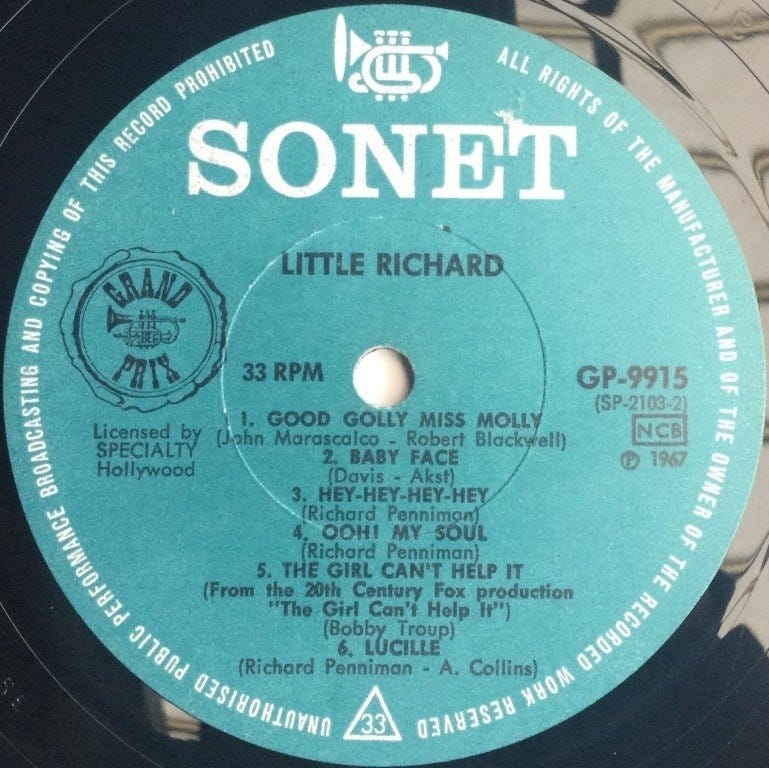 UNAUTHORISED PUBLIC PERFORMANCE BROADCASTING AND COPYING OF THIS RECORD PROHIBITED
ALL RIGHTS OF THE MANUFACTURER AND OF THE OWNER OF THE RECORDED WORK RESERVED
SONET
LITTLE RICHARD
GRAND
PRIX
33 RPM
GP-9915
(SP-2103-2)
NCB
℗ 1967
Licensed by
SPECIALTY
Hollywood
1. GOOD GOLLY MISS MOLLY
(John Marascalco - Robert Blackwell)
2. BABY FACE
(Davis - Akst)
3. HEY-HEY-HEY-HEY
(Richard Penniman)
4. OOH! MY SOUL
(Richard Penniman)
5. THE GIRL CAN'T HELP IT
(From the 20th Century Fox production
"The Girl Can't Help It")
(Bobby Troup)
6. LUCILLE
(Richard Penniman - A. Collins)
33